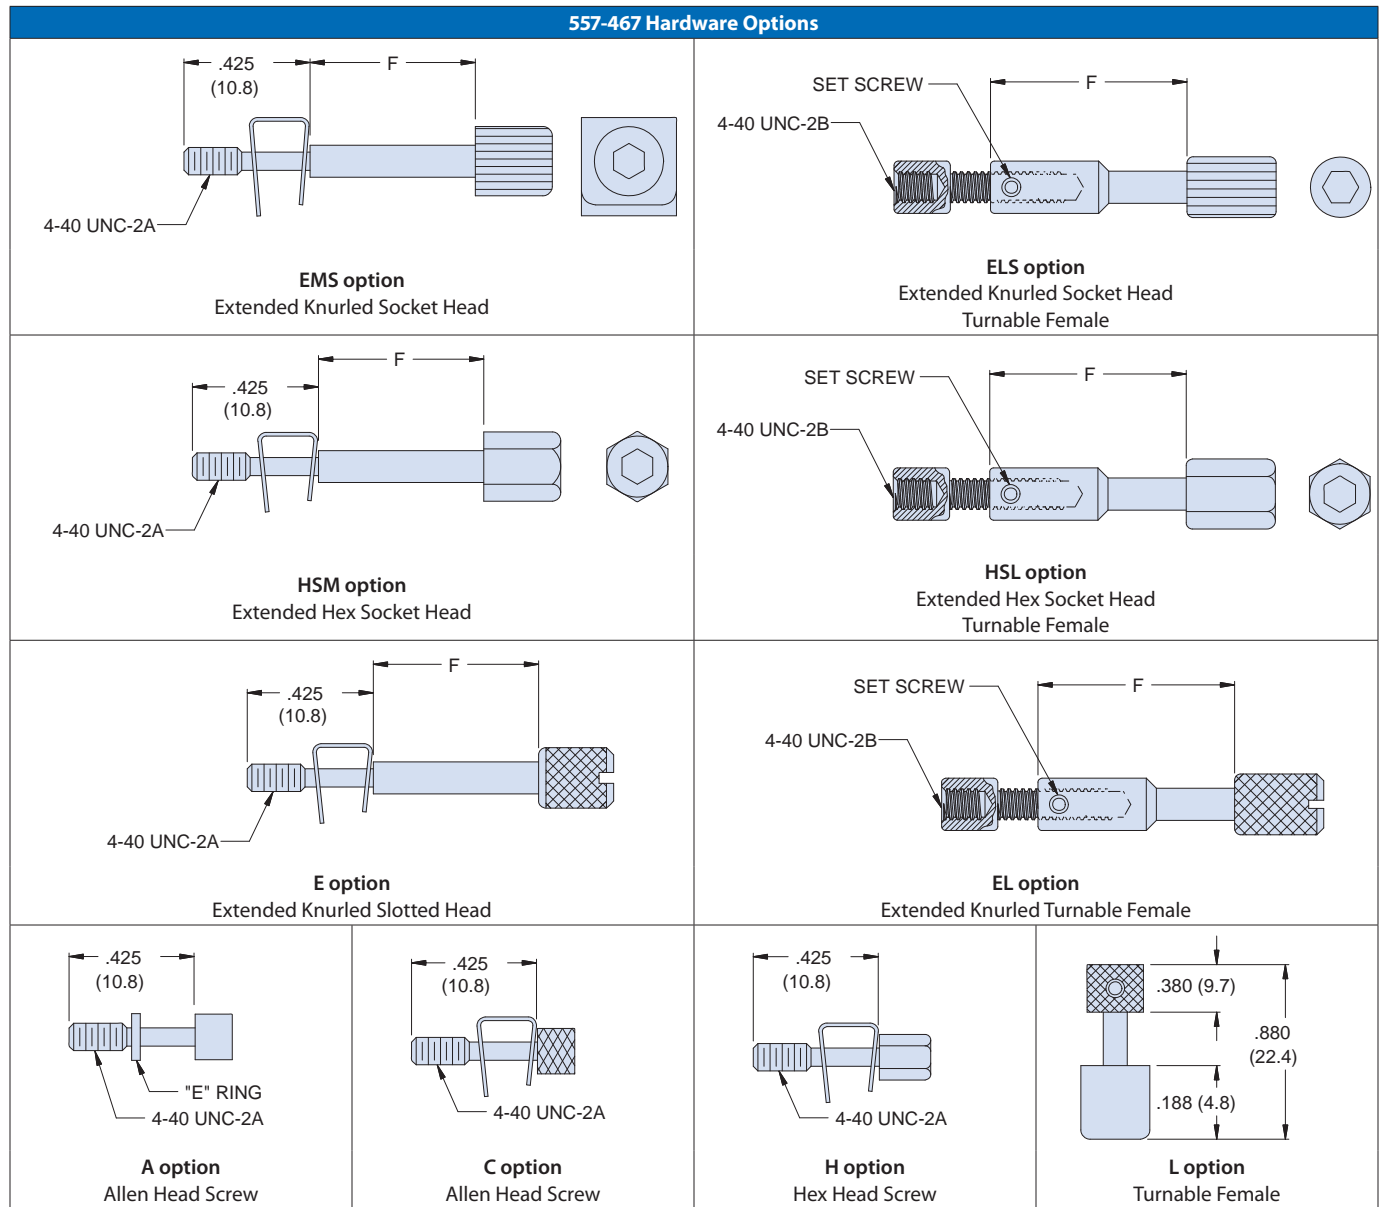 557-467 Hardware Options
.425
(10.8)
F
4-40 UNC-2A
EMS option
Extended Knurled Socket Head
SET SCREW
F
4-40 UNC-2B
ELS option
Extended Knurled Socket Head
Turnable Female
.425
(10.8)
F
4-40 UNC-2A
HSM option
Extended Hex Socket Head
SET SCREW
F
4-40 UNC-2B
HSL option
Extended Hex Socket Head
Turnable Female
.425
(10.8)
F
4-40 UNC-2A
E option
Extended Knurled Slotted Head
SET SCREW
F
4-40 UNC-2B
EL option
Extended Knurled Turnable Female
.425
(10.8)
"E" RING
4-40 UNC-2A
A option
Allen Head Screw
.425
(10.8)
4-40 UNC-2A
C option
Allen Head Screw
.425
(10.8)
4-40 UNC-2A
H option
Hex Head Screw
.380 (9.7)
.880
(22.4)
.188 (4.8)
L option
Turnable Female